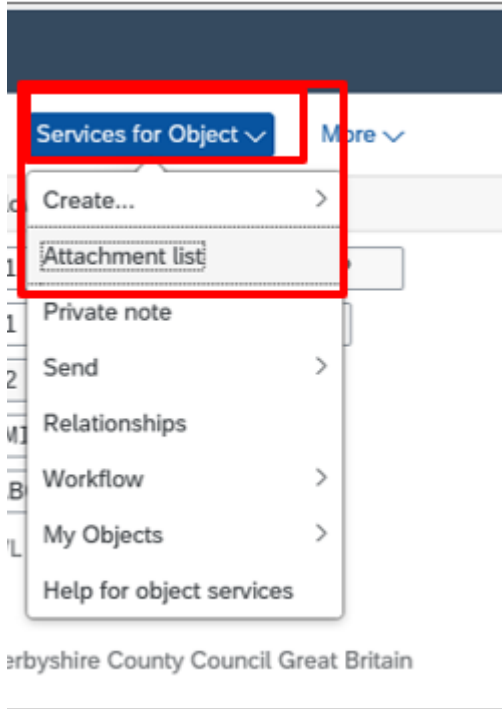 Services for Object More
Create...
Attachment list
Private note
Send
Relationships
Workflow
My Objects
Help for object services
erbyshire County Council Great Britain